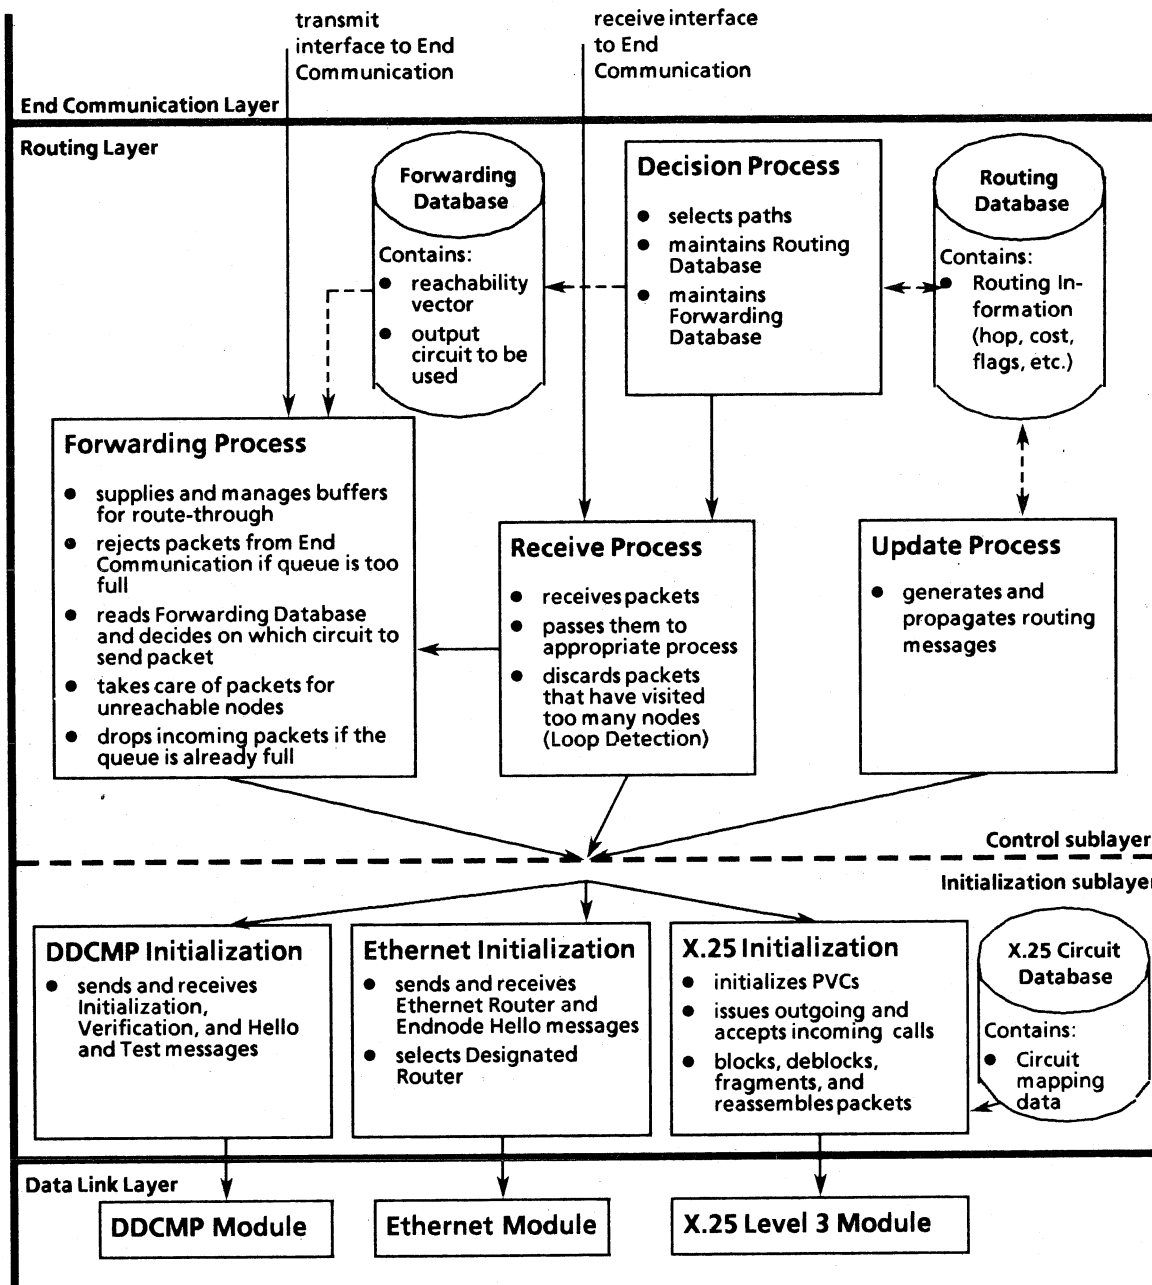 transmit
interface to End
Communication
receive interface
to End
Communication
End Communication Layer
Routing Layer
Forwarding
Database
Contains:
● reachability
vector
● output
circuit to be
used
Decision Process
● selects paths
● maintains Routing
Database
● maintains
Forwarding
Database
Routing
Database
Contains:
● Routing In-
formation
(hop, cost,
flags, etc.)
Forwarding Process
● supplies and manages buffers
for route-through
● rejects packets from End
Communication if queue is too
full
● reads Forwarding Database
and decides on which circuit to
send packet
● takes care of packets for
unreachable nodes
● drops incoming packets if the
queue is already full
Receive Process
● receives packets
● passes them to
appropriate process
● discards packets
that have visited
too many nodes
(Loop Detection)
Update Process
● generates and
propagates routing
messages
Control sublayer
Initialization sublayer
DDCMP Initialization
● sends and receives
Initialization,
Verification, and Hello
and Test messages
Ethernet Initialization
● sends and receives
Ethernet Router and
Endnode Hello messages
● selects Designated
Router
X.25 Initialization
● initializes PVCs
● issues outgoing and
accepts incoming calls
● blocks, deblocks,
fragments, and
reassembles packets
X.25 Circuit
Database
Contains:
● Circuit
mapping
data
Data Link Layer
DDCMP Module
Ethernet Module
X.25 Level 3 Module